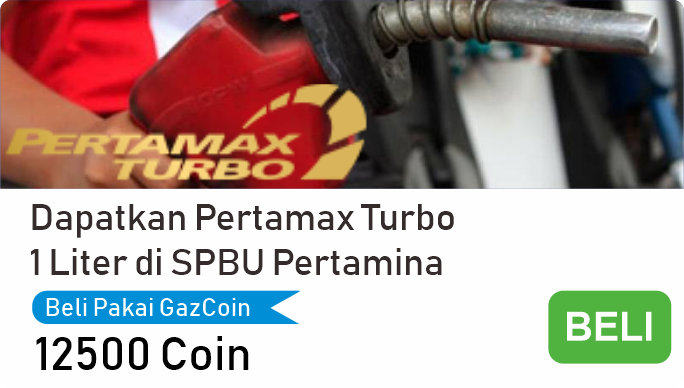 PERTAMAX
TURBO
Dapatkan Pertamax Turbo
1 Liter di SPBU Pertamina
Beli Pakai GazCoin
12500 Coin
BELI